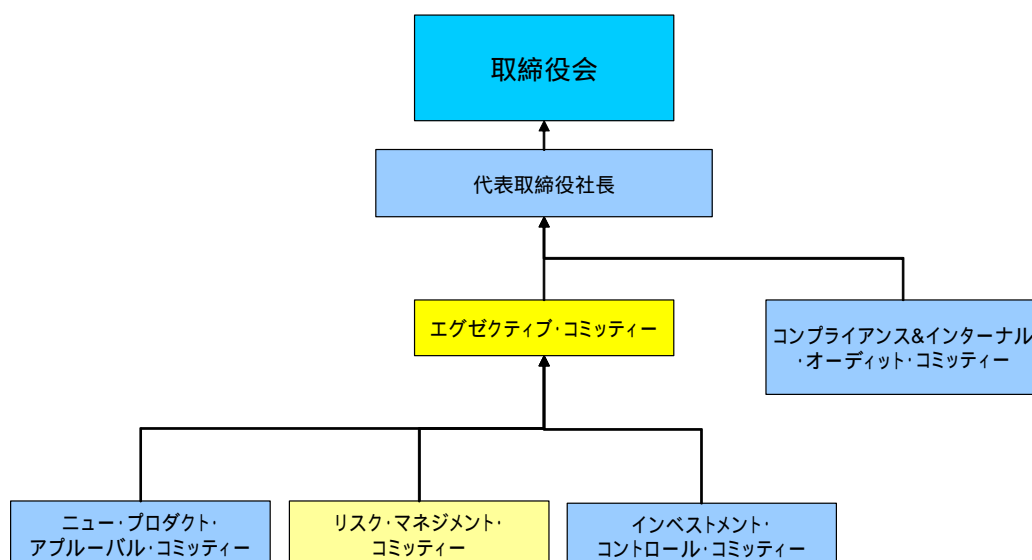 取締役会
代表取締役社長
エグゼクティブ・コミッティー
コンプライアンス&インターナル
・オーディット・コミッティー
ニュー・プロダクト・
アプルーバル・コミッティー
リスク・マネジメント・
コミッティー
インベストメント・
コントロール・コミッティー